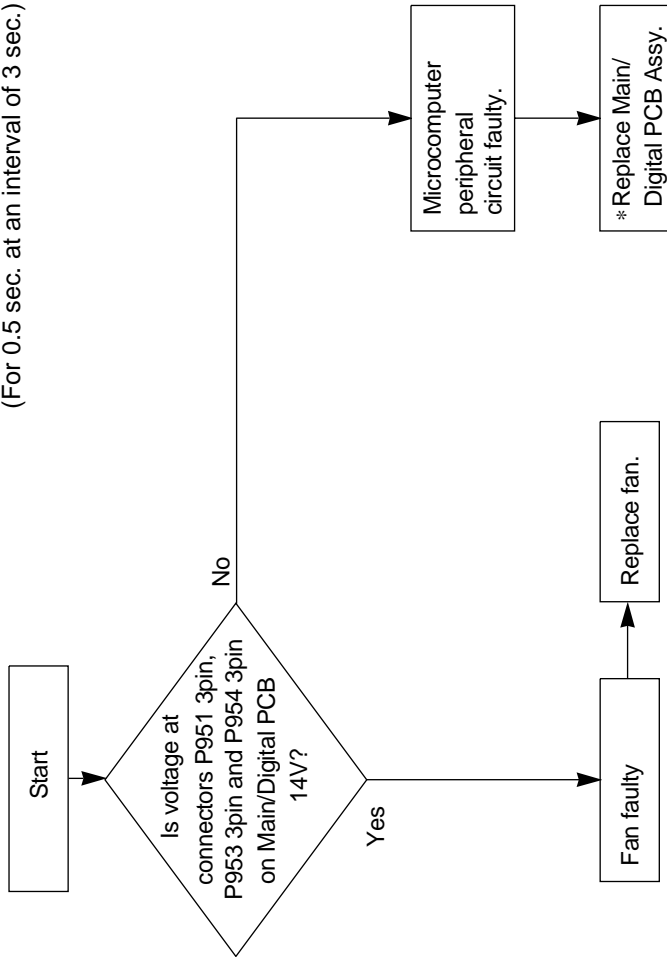 (For 0.5 sec. at an interval of 3 sec.)
Start
Is voltage at
connectors P951 3pin,
P953 3pin and P954 3pin
on Main/Digital PCB
14V?
No
Yes
Microcomputer
peripheral
circuit faulty.
* Replace Main/
Digital PCB Assy.
Fan faulty
Replace fan.